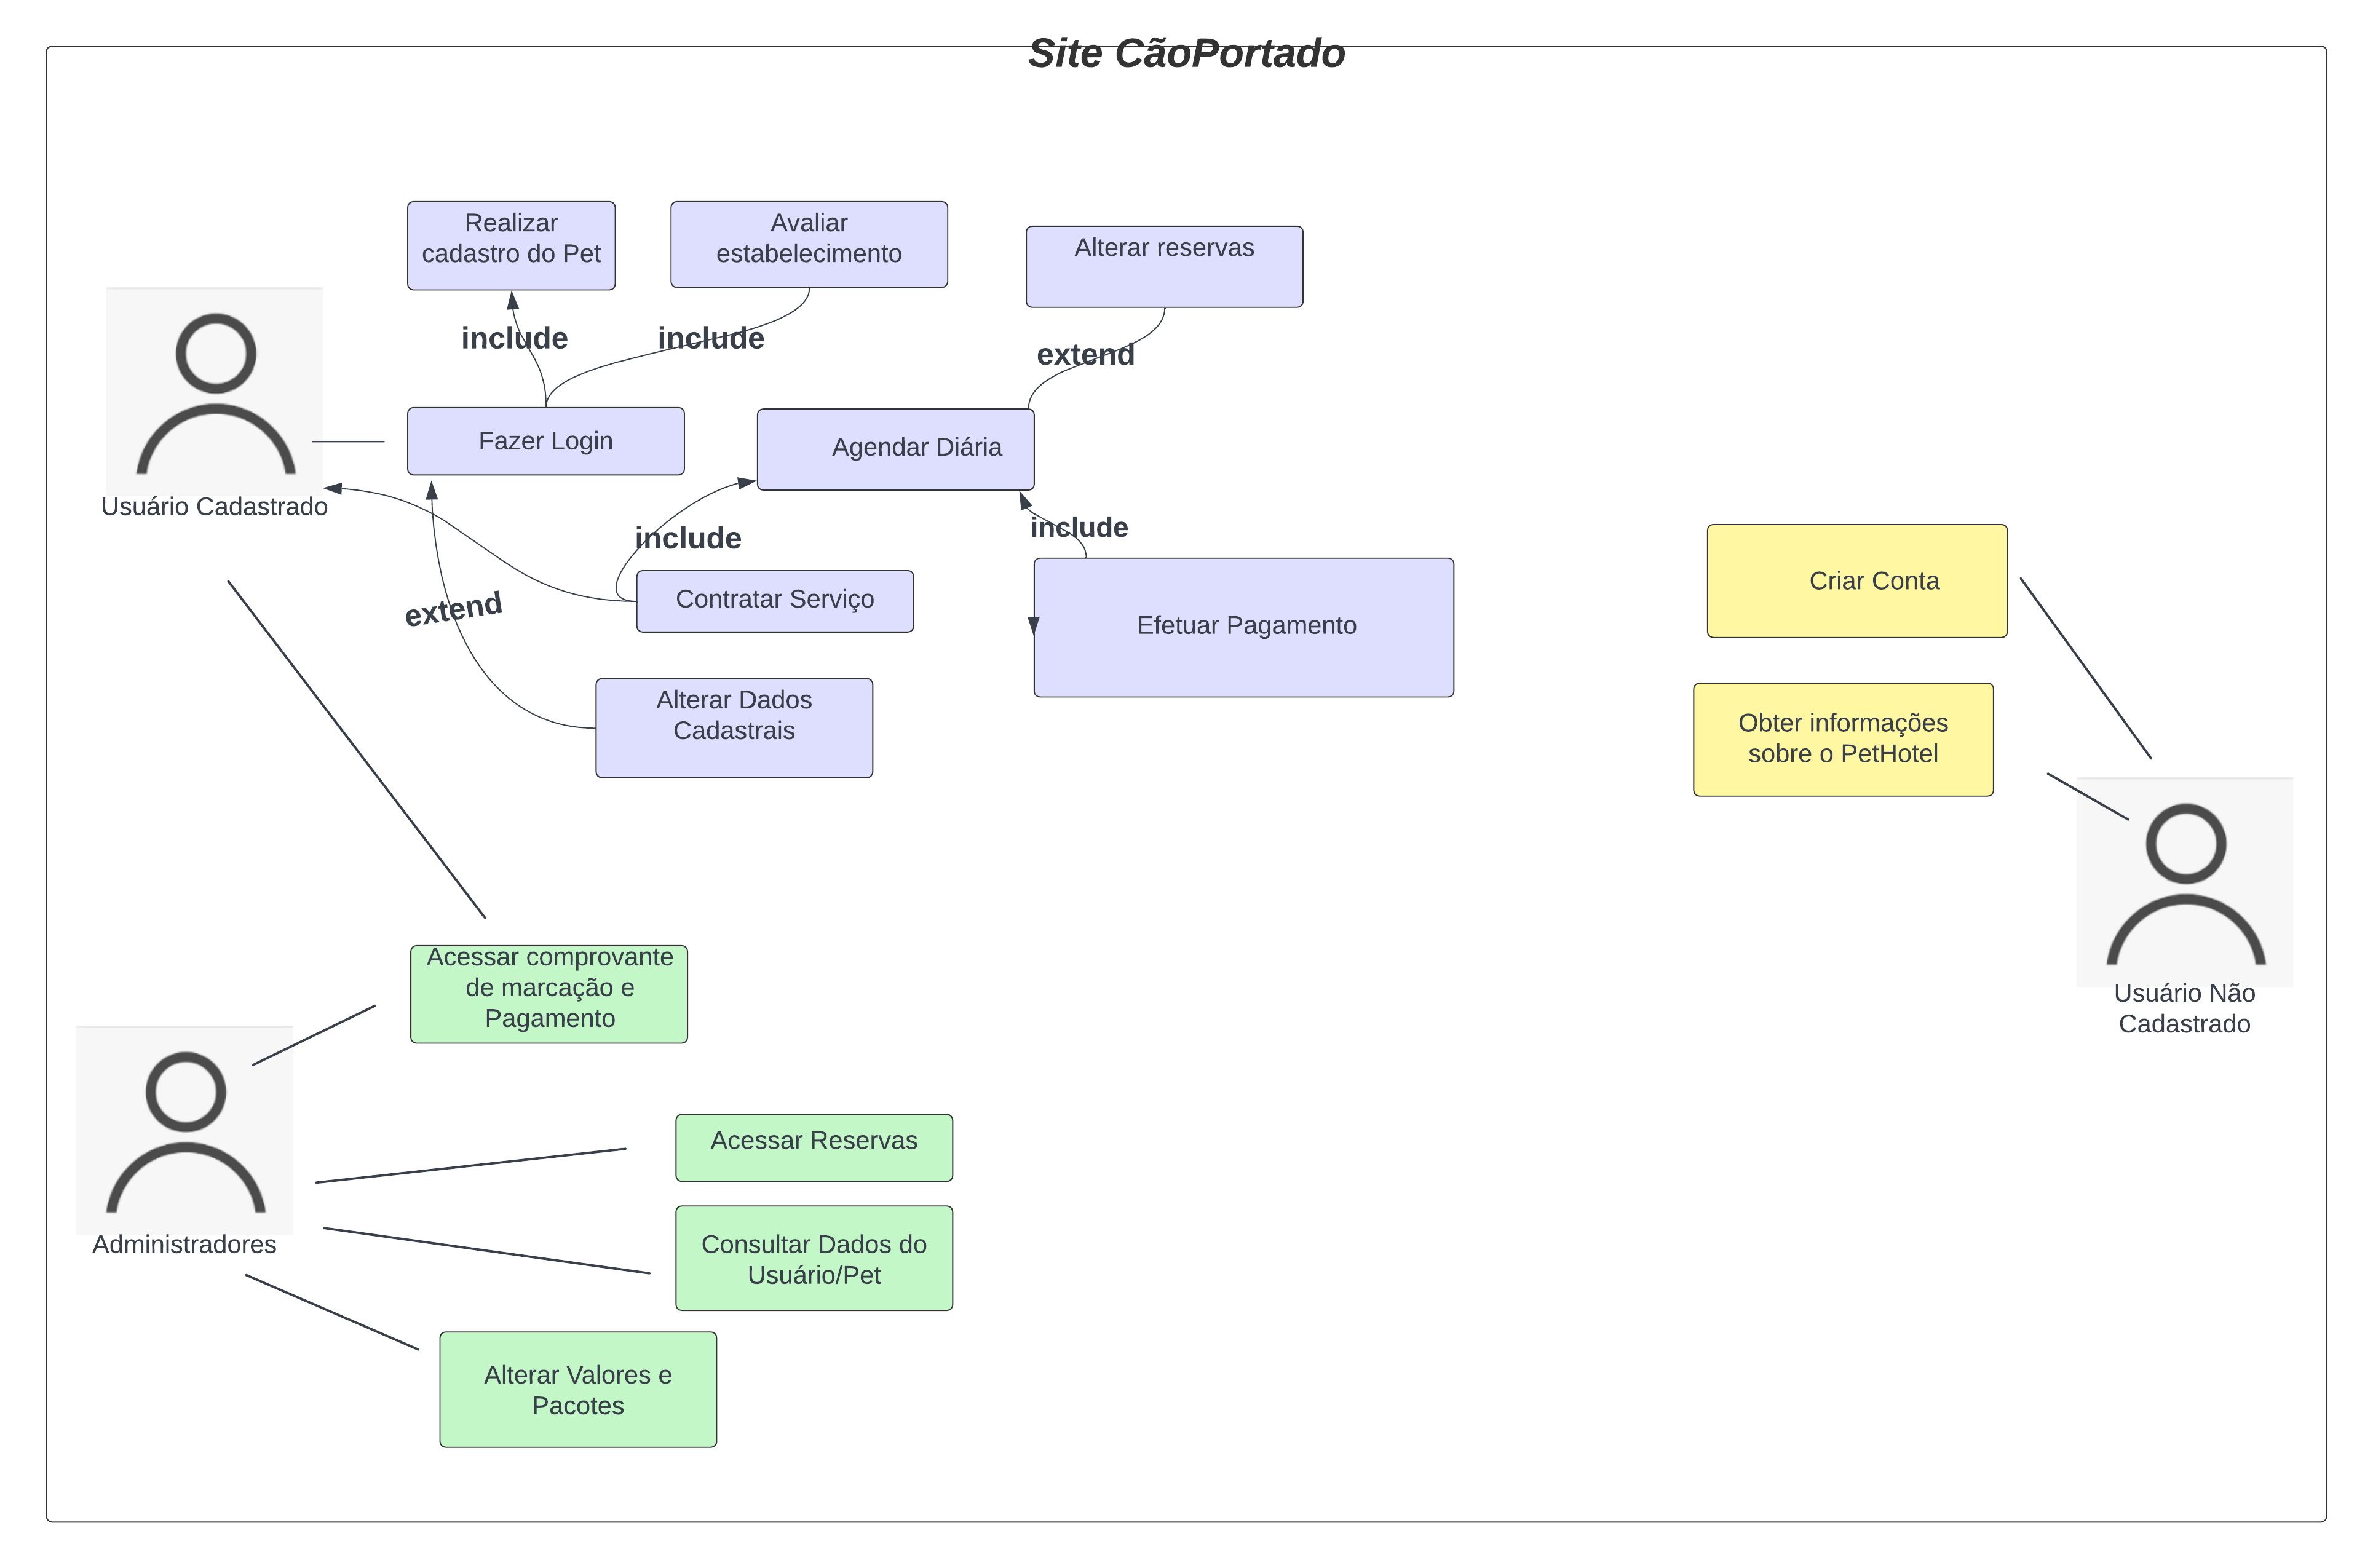 Site CãoPortado
Realizar
cadastro do Pet
Avaliar
estabelecimento
Alterar reservas
include
include
extend
Fazer Login
Agendar Diária
Usuário Cadastrado
include
include
extend
Contratar Serviço
Efetuar Pagamento
Alterar Dados
Cadastrais
Criar Conta
Obter informações
sobre o PetHotel
Usuário Não
Cadastrado
Acessar comprovante
de marcação e
Pagamento
Administradores
Acessar Reservas
Consultar Dados do
Usuário/Pet
Alterar Valores e
Pacotes